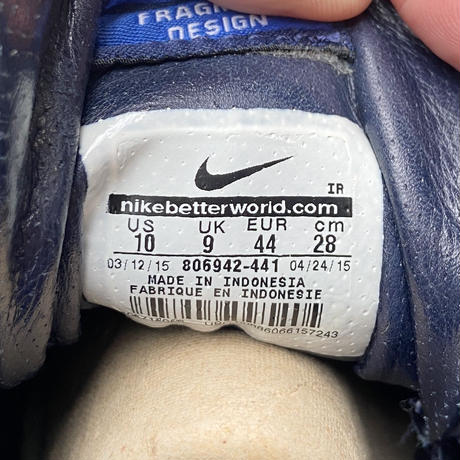 DESIGN
IR
nikebetterworld.com
US UK EUR cm
10 9 44 28
03/12/15 806942-441 04/24/15
MADE IN INDONESIA
FABRIQUE EN INDONESIE